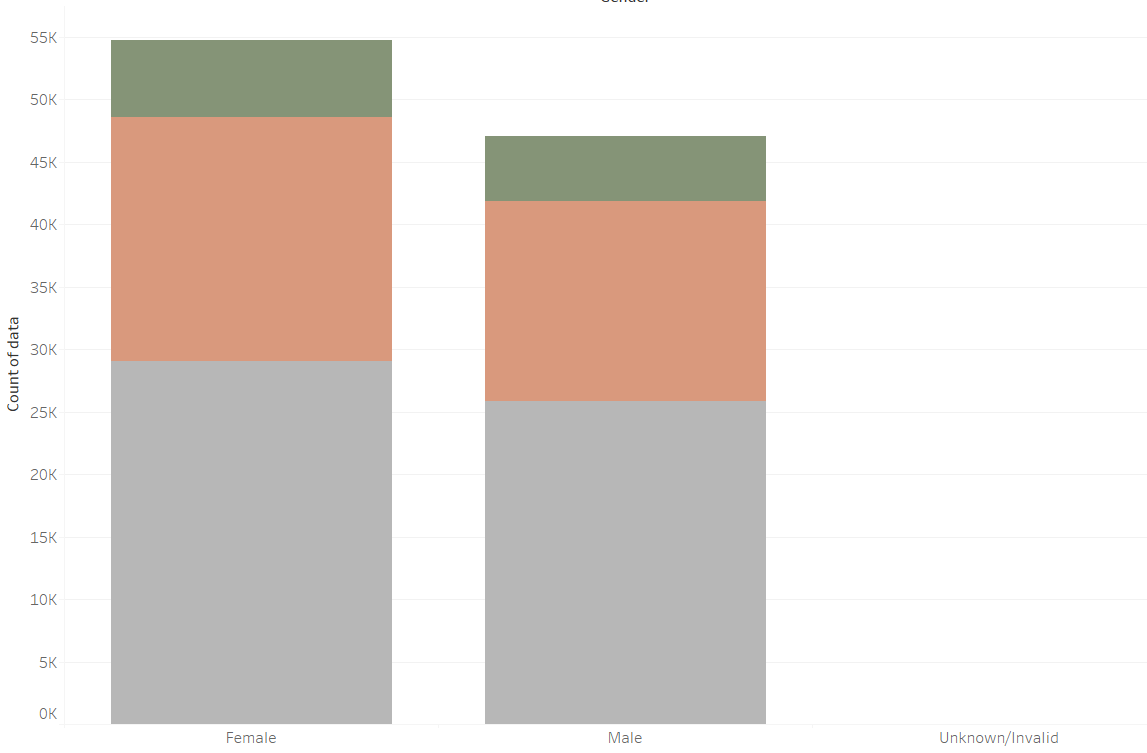 Gender
55K
50K
45K
40K
35K
30K
25K
20K
15K
10K
5K
0K
Count of data
Female
Male
Unknown/Invalid